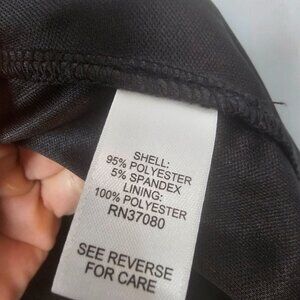 SHELL:
95% POLYESTER
5% SPANDEX
LINING:
100% POLYESTER
RN37080
SEE REVERSE
FOR CARE